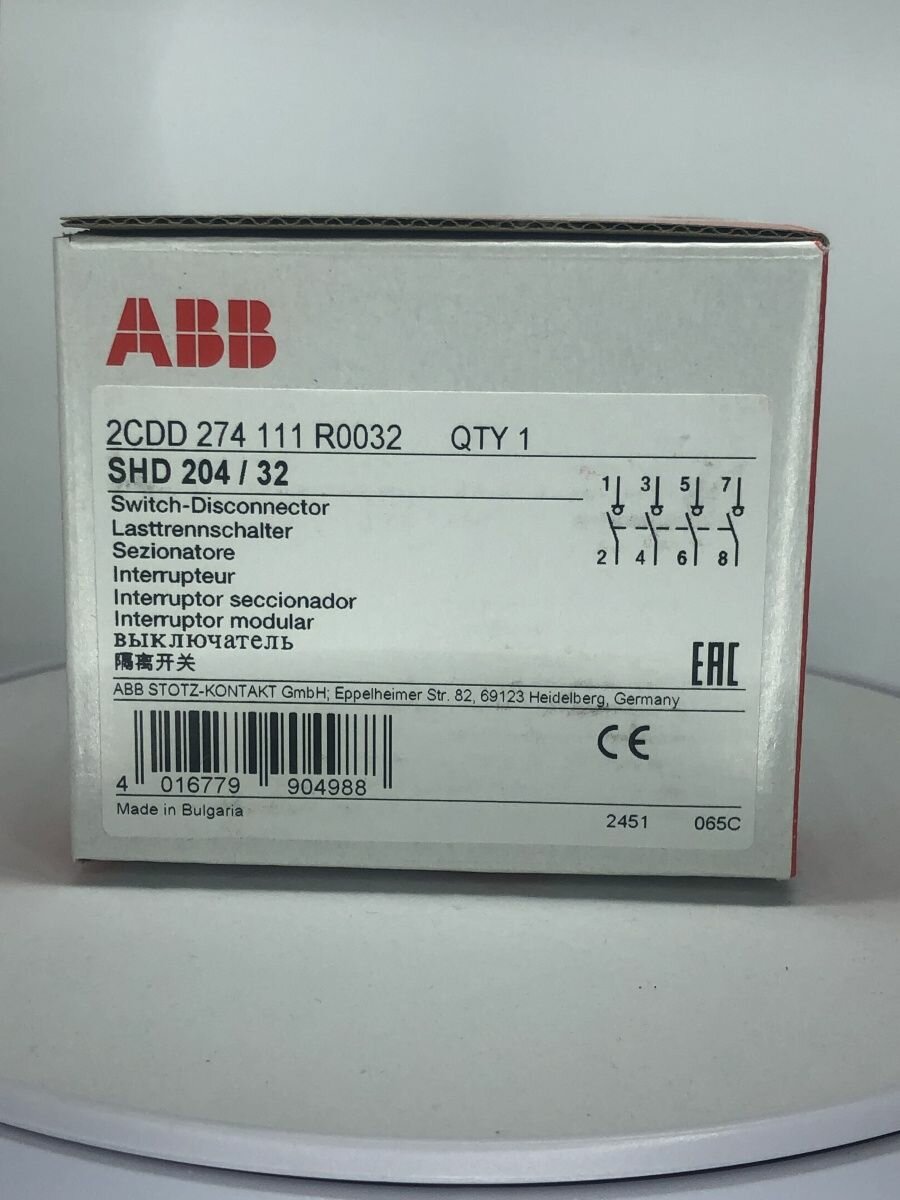 ABB
2CDD 274 111 R0032 QTY 1
SHD 204 / 32
Switch-Disconnector
Lasttrennschalter
Sezionatore
Interrupteur
Interruptor seccionador
Interruptor modular
выключатель
隔离开关
1 3 5 7
2 4 6 8
EAC
ABB STOTZ-KONTAKT GmbH; Eppelheimer Str. 82, 69123 Heidelberg, Germany
CE
4 016779 904988
Made in Bulgaria
2451 065C